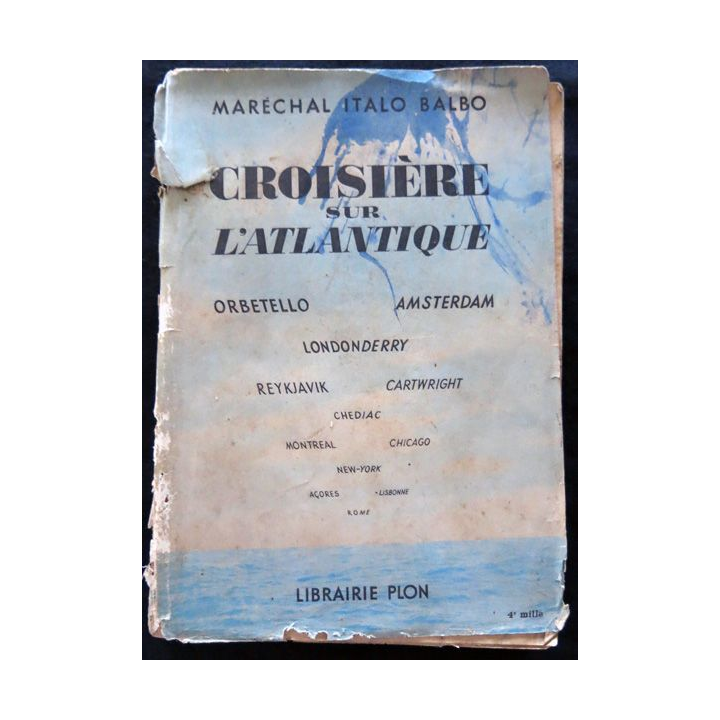 MARÉCHAL ITALO BALBO
CROISIÈRE
SUR
L'ATLANTIQUE
ORBETELLO AMSTERDAM
LONDONDERRY
REYKJAVIK CARTWRIGHT
CHEDIAC
MONTREAL CHICAGO
NEW-YORK
AÇORES LISBONNE
ROME
LIBRAIRIE PLON
4e mille